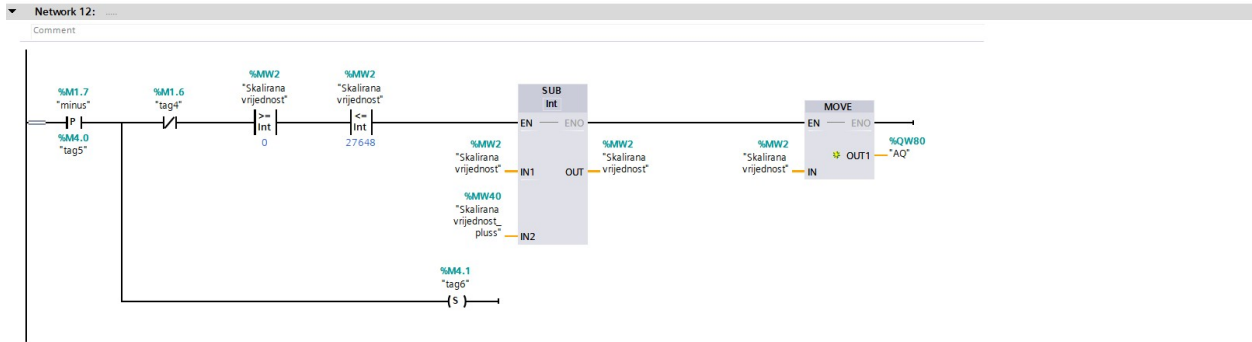 Network 12: ....
Comment
%M1.7
"minus"
P
%M4.0
"tag5"
%M1.6
"tag4"
%MW2
"Skalirana
vrijednost"
>=
Int
0
%MW2
"Skalirana
vrijednost"
<=
Int
27648
SUB
Int
EN
ENO
%MW2
"Skalirana
vrijednost"
IN1
%MW40
"Skalirana
vrijednost_
pluss"
IN2
OUT
%MW2
"Skalirana
vrijednost"
MOVE
EN
ENO
%MW2
"Skalirana
vrijednost"
IN
OUT1
%QW80
"AQ"
%M4.1
"tag6"
S